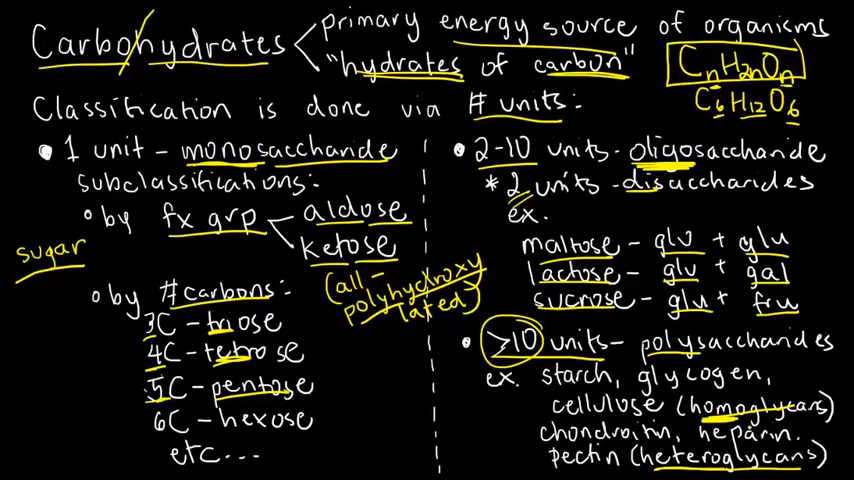 Carbohydrates
primary energy source of organisms
"hydrates of carbon"
CnH2nOn
C6H12O6
Classification is done via # units:
• 1 unit - monosaccharide
subclassifications:
• by fx grp
aldose
ketose
sugar
(all - polyhydroxy
lated)
• by #carbons:
3C - triose
4C - tetrose
5C - pentose
6C - hexose
etc...
• 2-10 units - oligosaccharide
* 2 units - disaccharides
ex.
maltose - glu + glu
lactose - glu + gal
sucrose - glu + fru
• >10 units - polysaccharides
ex. starch, glycogen,
cellulose (homoglycans)
chondroitin, heparin.
pectin (heteroglycans)